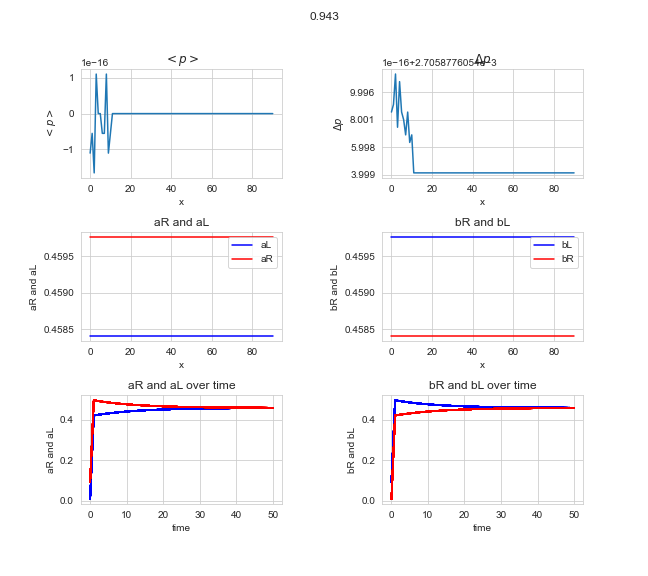 0.943
<p>
1e−16
1
0
−1
<p>
0 20 40 60 80
x
Δp
1e−16+2.7058776054e−3
9.996
8.001
5.998
3.999
Δp
0 20 40 60 80
x
aR and aL
0.4595
0.4590
0.4585
aR and aL
aL
aR
0 20 40 60 80
x
bR and bL
0.4595
0.4590
0.4585
bR and bL
bL
bR
0 20 40 60 80
x
aR and aL over time
0.4
0.2
0.0
aR and aL
0 10 20 30 40 50
time
bR and bL over time
0.4
0.2
0.0
bR and bL
0 10 20 30 40 50
time